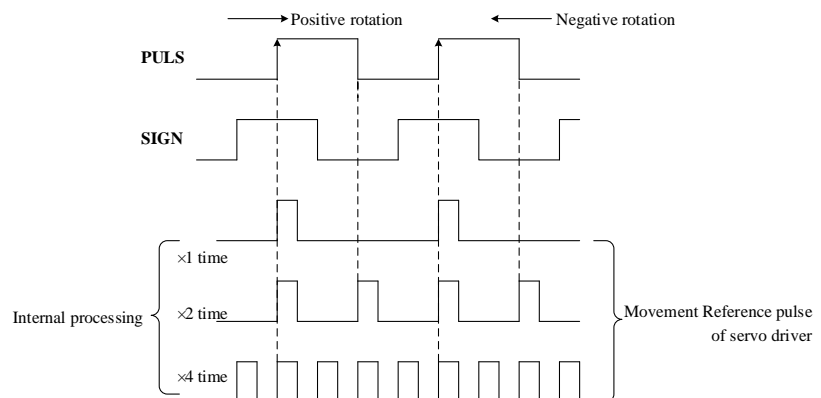 Positive rotation
Negative rotation
PULS
SIGN
×1 time
Internal processing
×2 time
Movement Reference pulse
of servo driver
×4 time